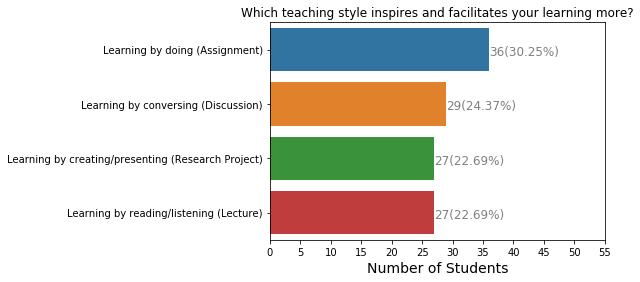 Which teaching style inspires and facilitates your learning more?
Learning by doing (Assignment)
36(30.25%)
Learning by conversing (Discussion)
29(24.37%)
Learning by creating/presenting (Research Project)
27(22.69%)
Learning by reading/listening (Lecture)
27(22.69%)
0 5 10 15 20 25 30 35 40 45 50 55
Number of Students